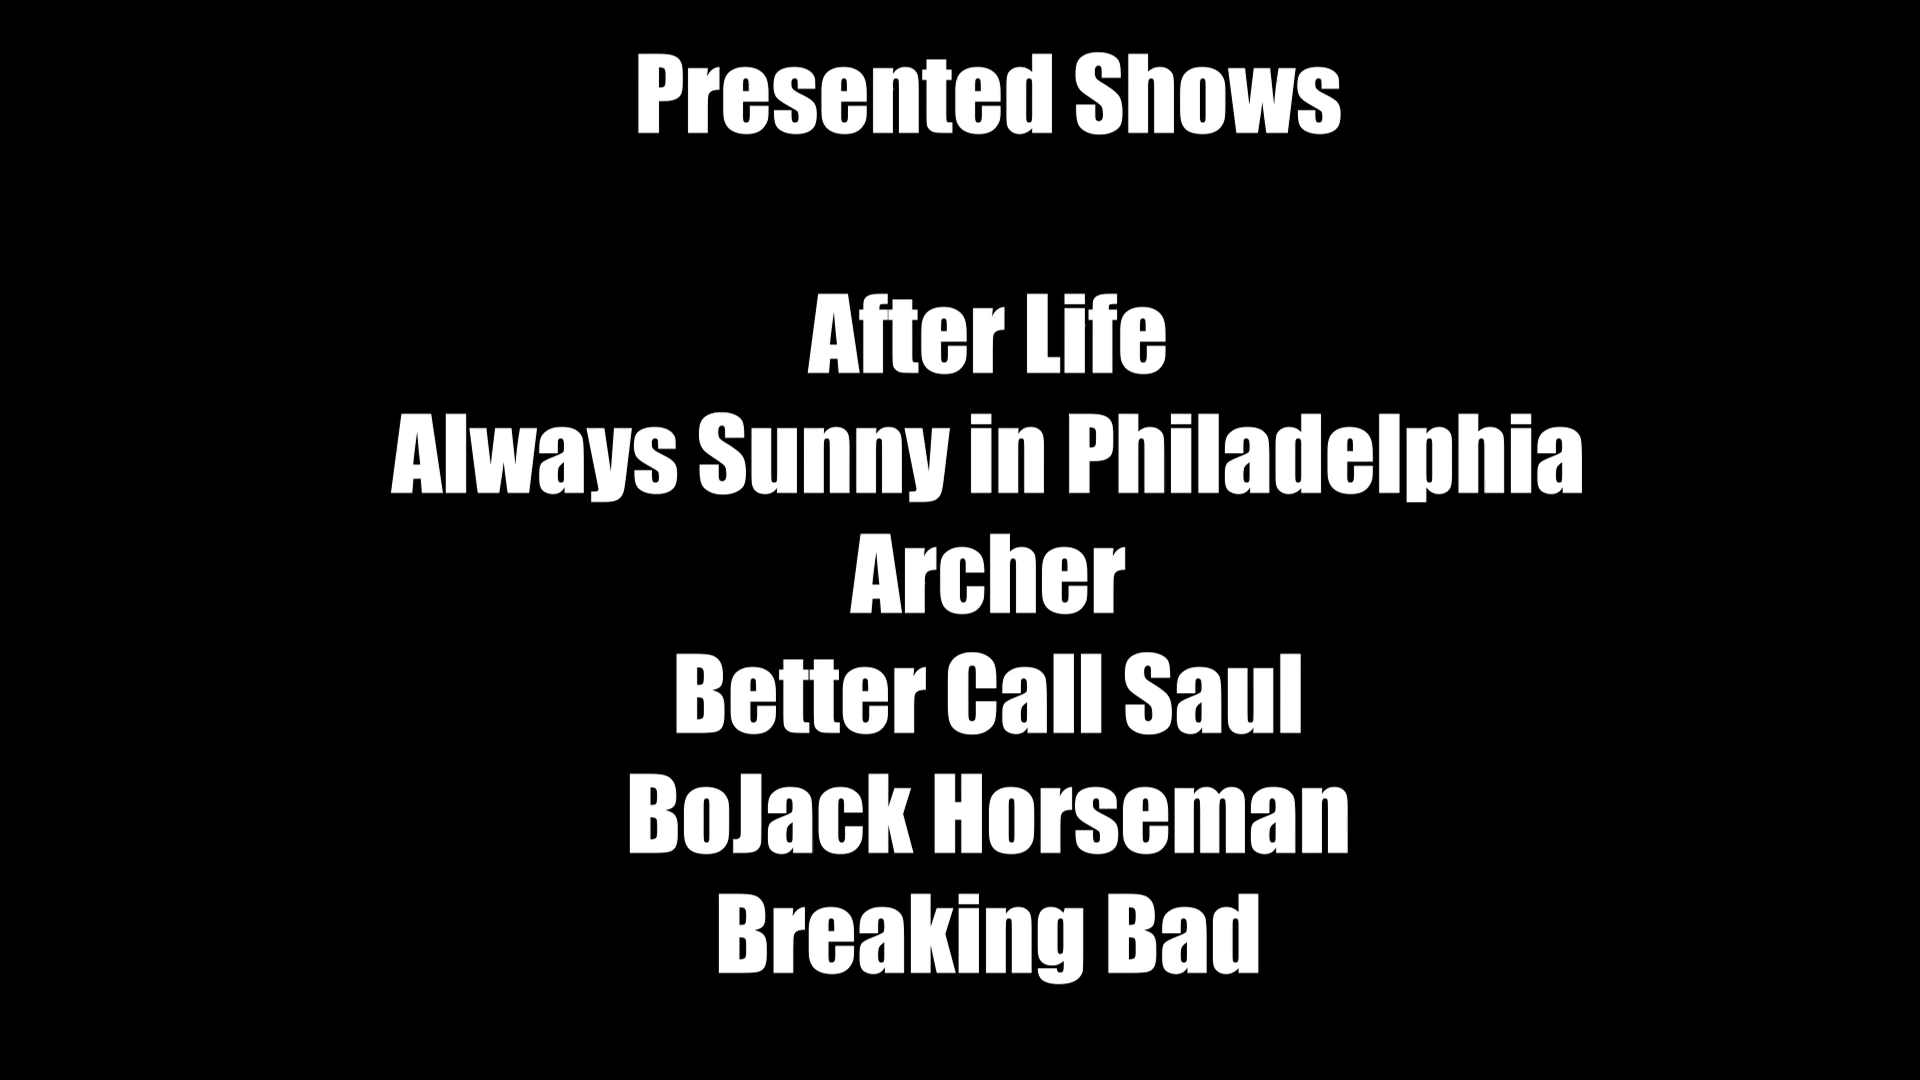 Presented Shows
After Life
Always Sunny in Philadelphia
Archer
Better Call Saul
BoJack Horseman
Breaking Bad